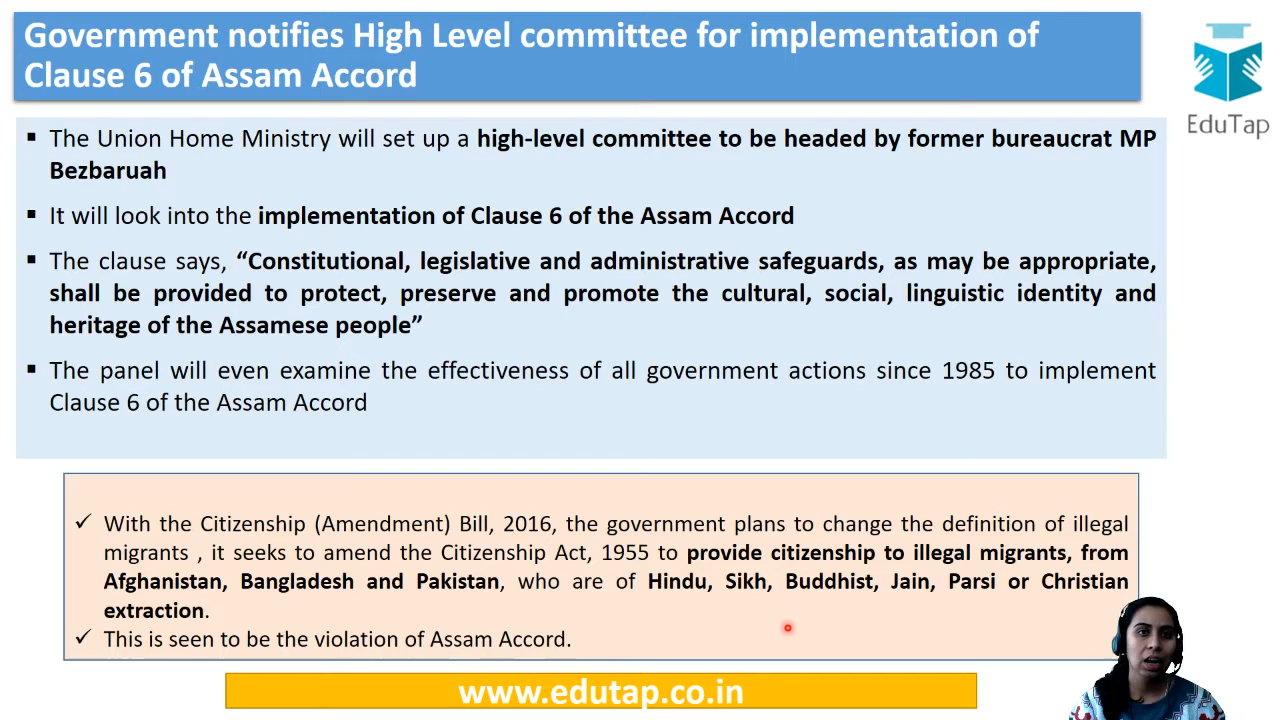 Government notifies High Level committee for implementation of
Clause 6 of Assam Accord
EduTap
▪ The Union Home Ministry will set up a high-level committee to be headed by former bureaucrat MP
Bezbaruah
▪ It will look into the implementation of Clause 6 of the Assam Accord
▪ The clause says, “Constitutional, legislative and administrative safeguards, as may be appropriate,
shall be provided to protect, preserve and promote the cultural, social, linguistic identity and
heritage of the Assamese people”
▪ The panel will even examine the effectiveness of all government actions since 1985 to implement
Clause 6 of the Assam Accord
✓ With the Citizenship (Amendment) Bill, 2016, the government plans to change the definition of illegal
migrants , it seeks to amend the Citizenship Act, 1955 to provide citizenship to illegal migrants, from
Afghanistan, Bangladesh and Pakistan, who are of Hindu, Sikh, Buddhist, Jain, Parsi or Christian
extraction.
✓ This is seen to be the violation of Assam Accord.
www.edutap.co.in